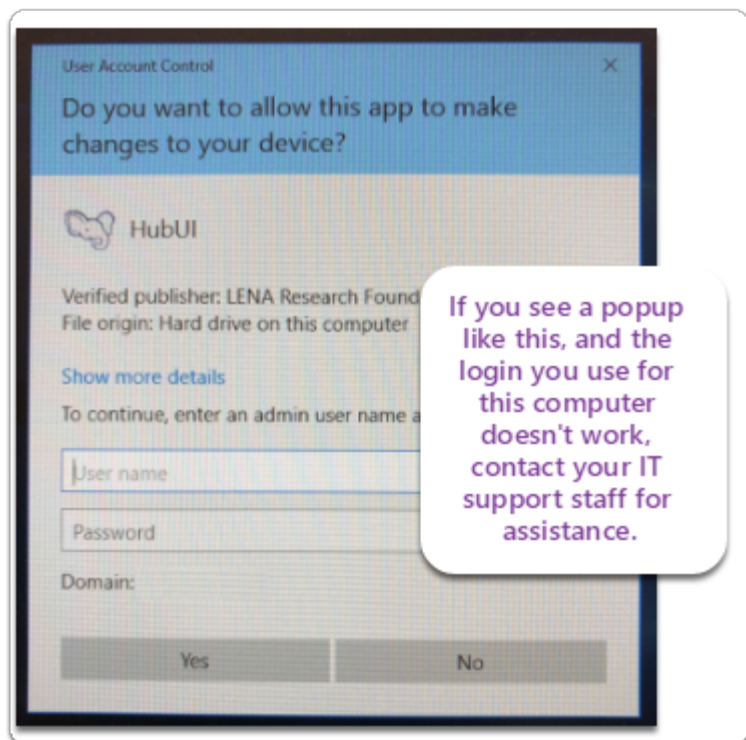 User Account Control
Do you want to allow this app to make
changes to your device?
HubUI
Verified publisher: LENA Research Found
File origin: Hard drive on this computer
Show more details
To continue, enter an admin user name a
User name
Password
Domain:
Yes
No
If you see a popup
like this, and the
login you use for
this computer
doesn't work,
contact your IT
support staff for
assistance.